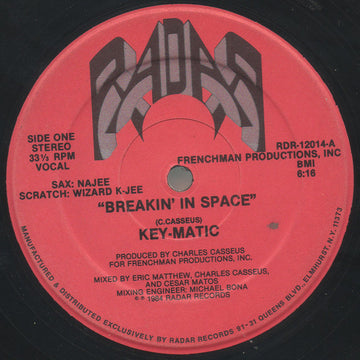 RADAR
SIDE ONE
STEREO
33⅓ RPM
VOCAL
RDR-12014-A
FRENCHMAN PRODUCTIONS, INC
BMI
6:16
SAX: NAJEE
SCRATCH: WIZARD K-JEE
"BREAKIN' IN SPACE"
(C.CASSEUS)
KEY-MATIC
PRODUCED BY CHARLES CASSEUS
FOR FRENCHMAN PRODUCTIONS, INC.
MIXED BY ERIC MATTHEW, CHARLES CASSEUS,
AND CESAR MATOS
MIXING ENGINEER: MICHAEL BONA
℗ 1984 RADAR RECORDS
MANUFACTURED & DISTRIBUTED EXCLUSIVELY BY RADAR RECORDS 81-31 QUEENS BLVD., ELMHURST, N.Y. 11373